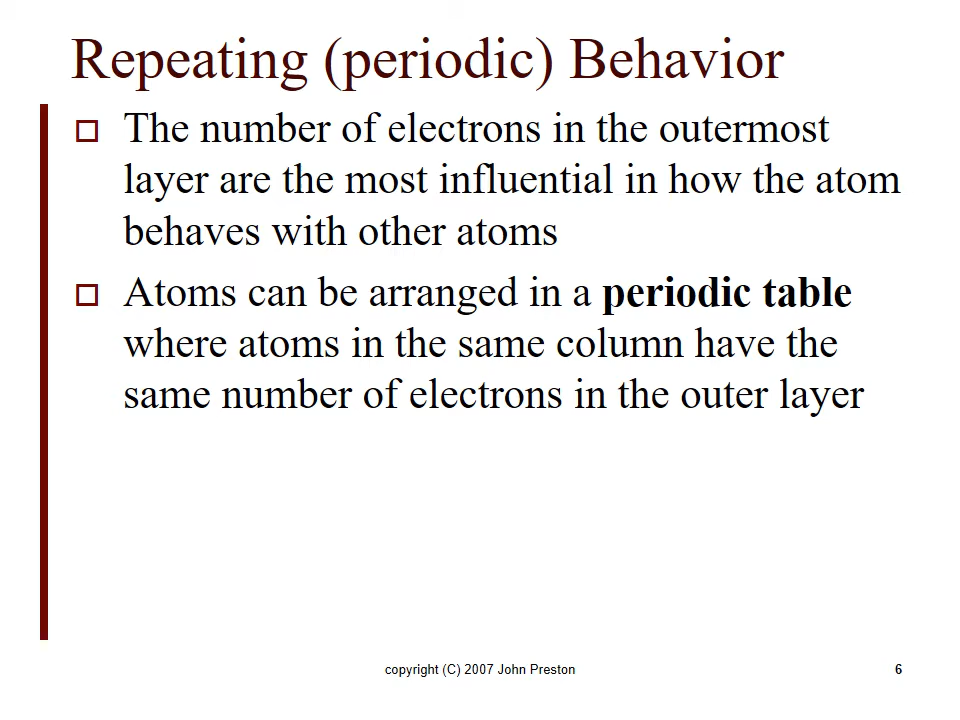 Repeating (periodic) Behavior
The number of electrons in the outermost
layer are the most influential in how the atom
behaves with other atoms
Atoms can be arranged in a periodic table
where atoms in the same column have the
same number of electrons in the outer layer
copyright (C) 2007 John Preston
6